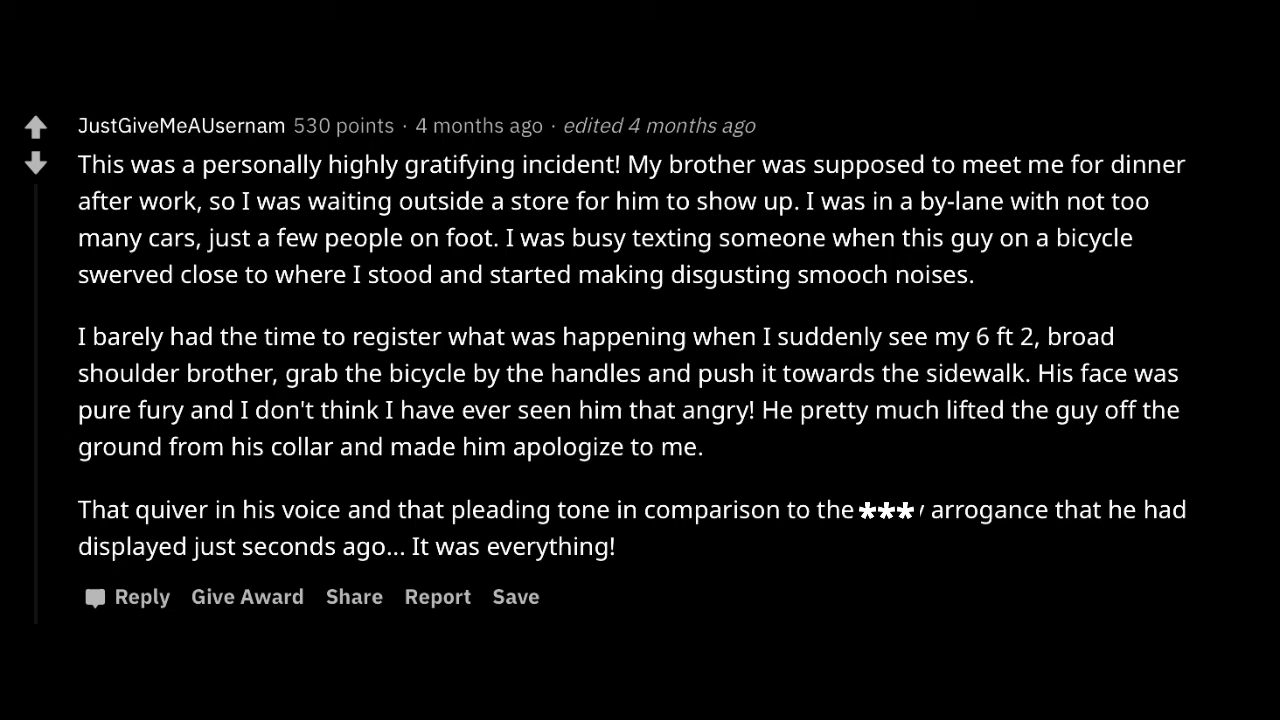 JustGiveMeAUsernam 530 points · 4 months ago · edited 4 months ago
This was a personally highly gratifying incident! My brother was supposed to meet me for dinner
after work, so I was waiting outside a store for him to show up. I was in a by-lane with not too
many cars, just a few people on foot. I was busy texting someone when this guy on a bicycle
swerved close to where I stood and started making disgusting smooch noises.
I barely had the time to register what was happening when I suddenly see my 6 ft 2, broad
shoulder brother, grab the bicycle by the handles and push it towards the sidewalk. His face was
pure fury and I don't think I have ever seen him that angry! He pretty much lifted the guy off the
ground from his collar and made him apologize to me.
That quiver in his voice and that pleading tone in comparison to the *** arrogance that he had
displayed just seconds ago... It was everything!
Reply Give Award Share Report Save